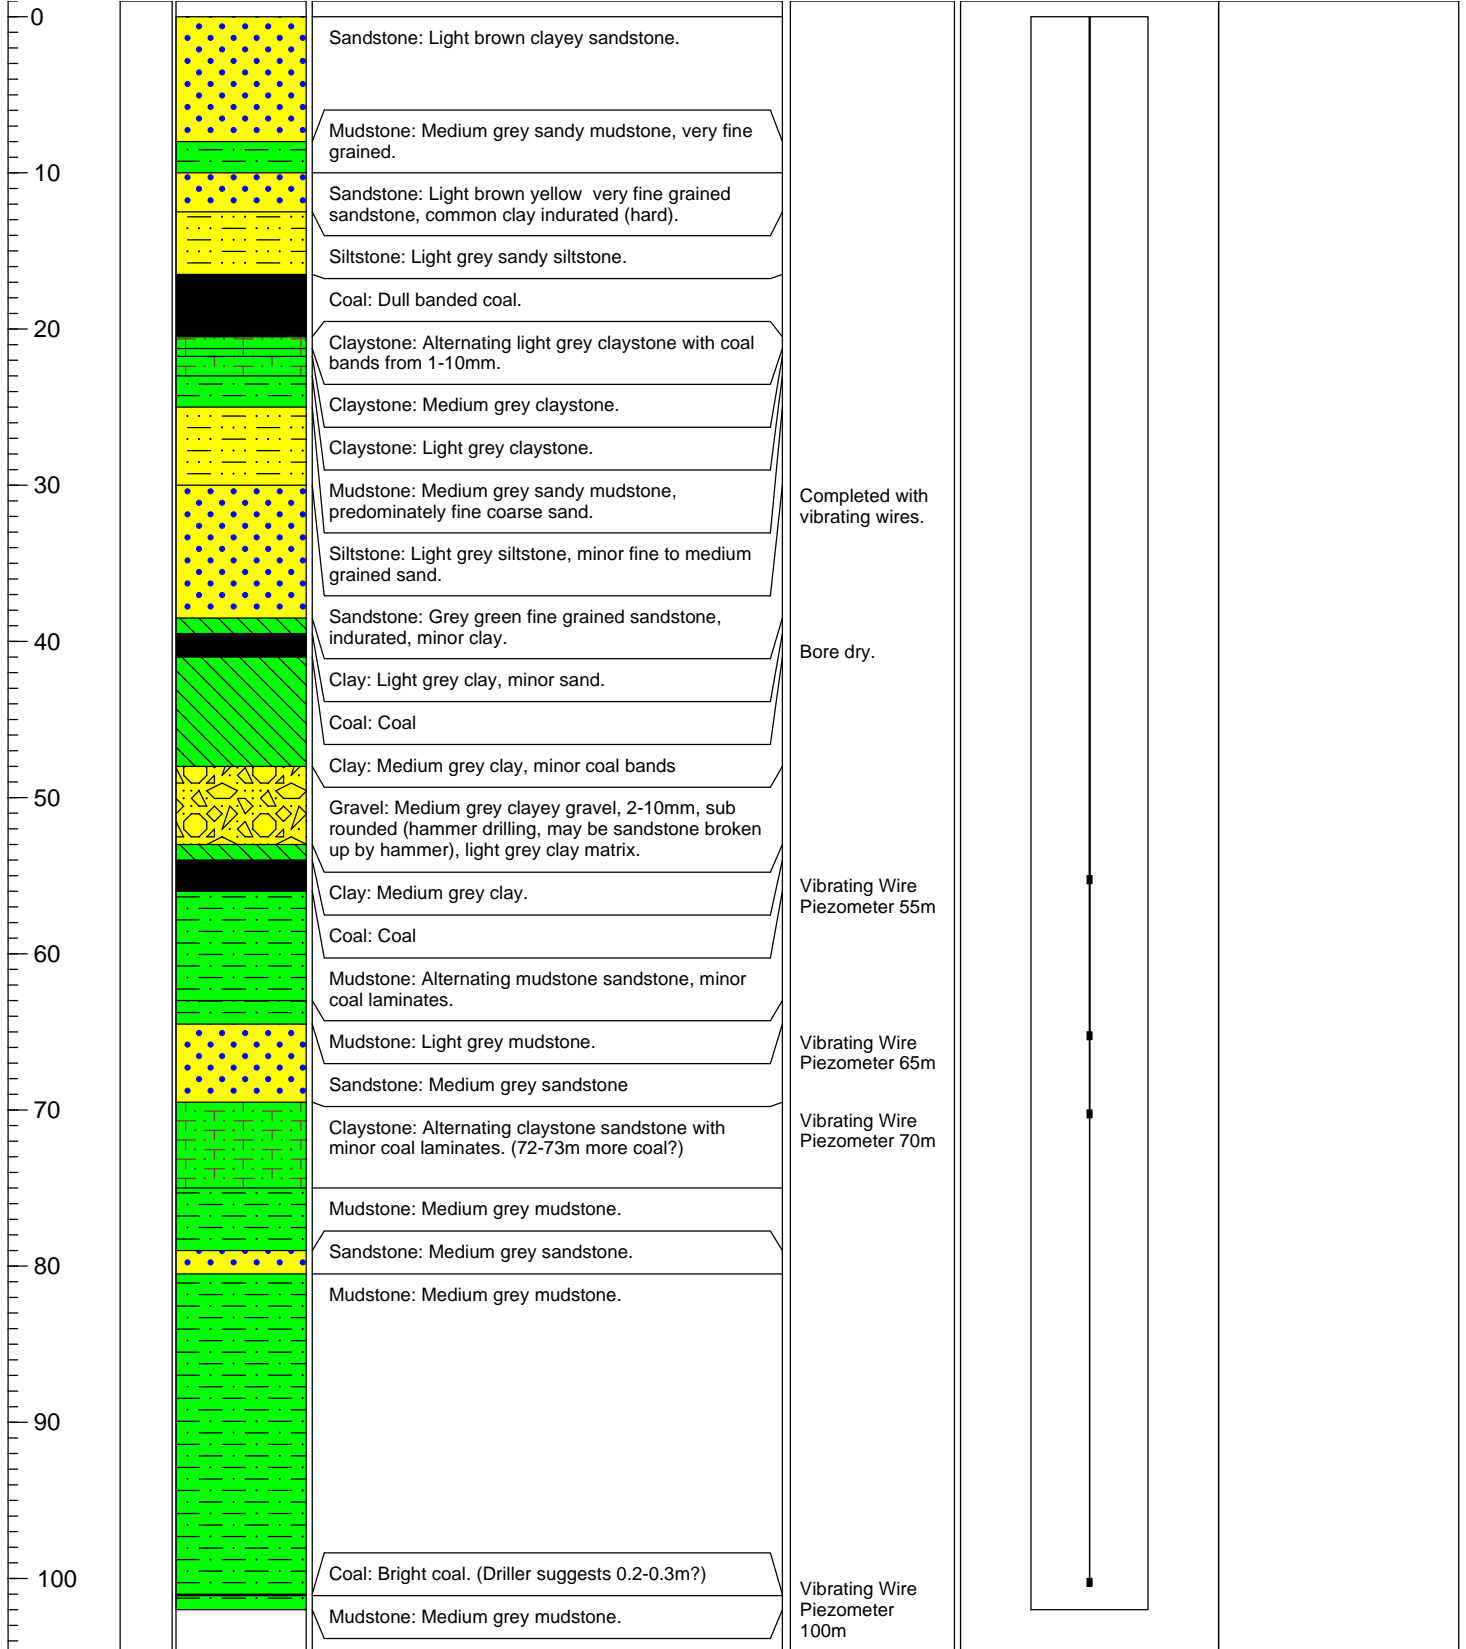 0
10
20
30
40
50
60
70
80
90
100
Sandstone: Light brown clayey sandstone.
Mudstone: Medium grey sandy mudstone, very fine
grained.
Sandstone: Light brown yellow  very fine grained
sandstone, common clay indurated (hard).
Siltstone: Light grey sandy siltstone.
Coal: Dull banded coal.
Claystone: Alternating light grey claystone with coal
bands from 1-10mm.
Claystone: Medium grey claystone.
Claystone: Light grey claystone.
Mudstone: Medium grey sandy mudstone,
predominately fine coarse sand.
Siltstone: Light grey siltstone, minor fine to medium
grained sand.
Sandstone: Grey green fine grained sandstone,
indurated, minor clay.
Clay: Light grey clay, minor sand.
Coal: Coal
Clay: Medium grey clay, minor coal bands
Gravel: Medium grey clayey gravel, 2-10mm, sub
rounded (hammer drilling, may be sandstone broken
up by hammer), light grey clay matrix.
Clay: Medium grey clay.
Coal: Coal
Mudstone: Alternating mudstone sandstone, minor
coal laminates.
Mudstone: Light grey mudstone.
Sandstone: Medium grey sandstone
Claystone: Alternating claystone sandstone with
minor coal laminates. (72-73m more coal?)
Mudstone: Medium grey mudstone.
Sandstone: Medium grey sandstone.
Mudstone: Medium grey mudstone.
Coal: Bright coal. (Driller suggests 0.2-0.3m?)
Mudstone: Medium grey mudstone.
Completed with
vibrating wires.
Bore dry.
Vibrating Wire
Piezometer 55m
Vibrating Wire
Piezometer 65m
Vibrating Wire
Piezometer 70m
Vibrating Wire
Piezometer
100m